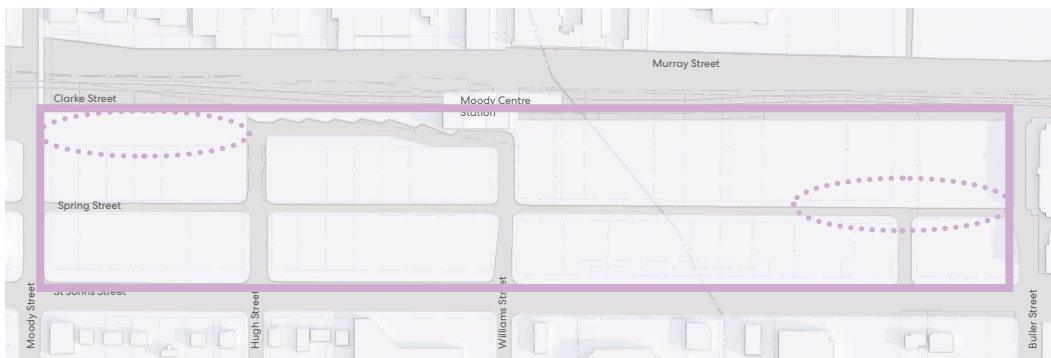 Murray Street
Clarke Street
Moody Centre
Station
Spring Street
St Johns Street
Moody Street
Hugh Street
Williams Street
Buller Street